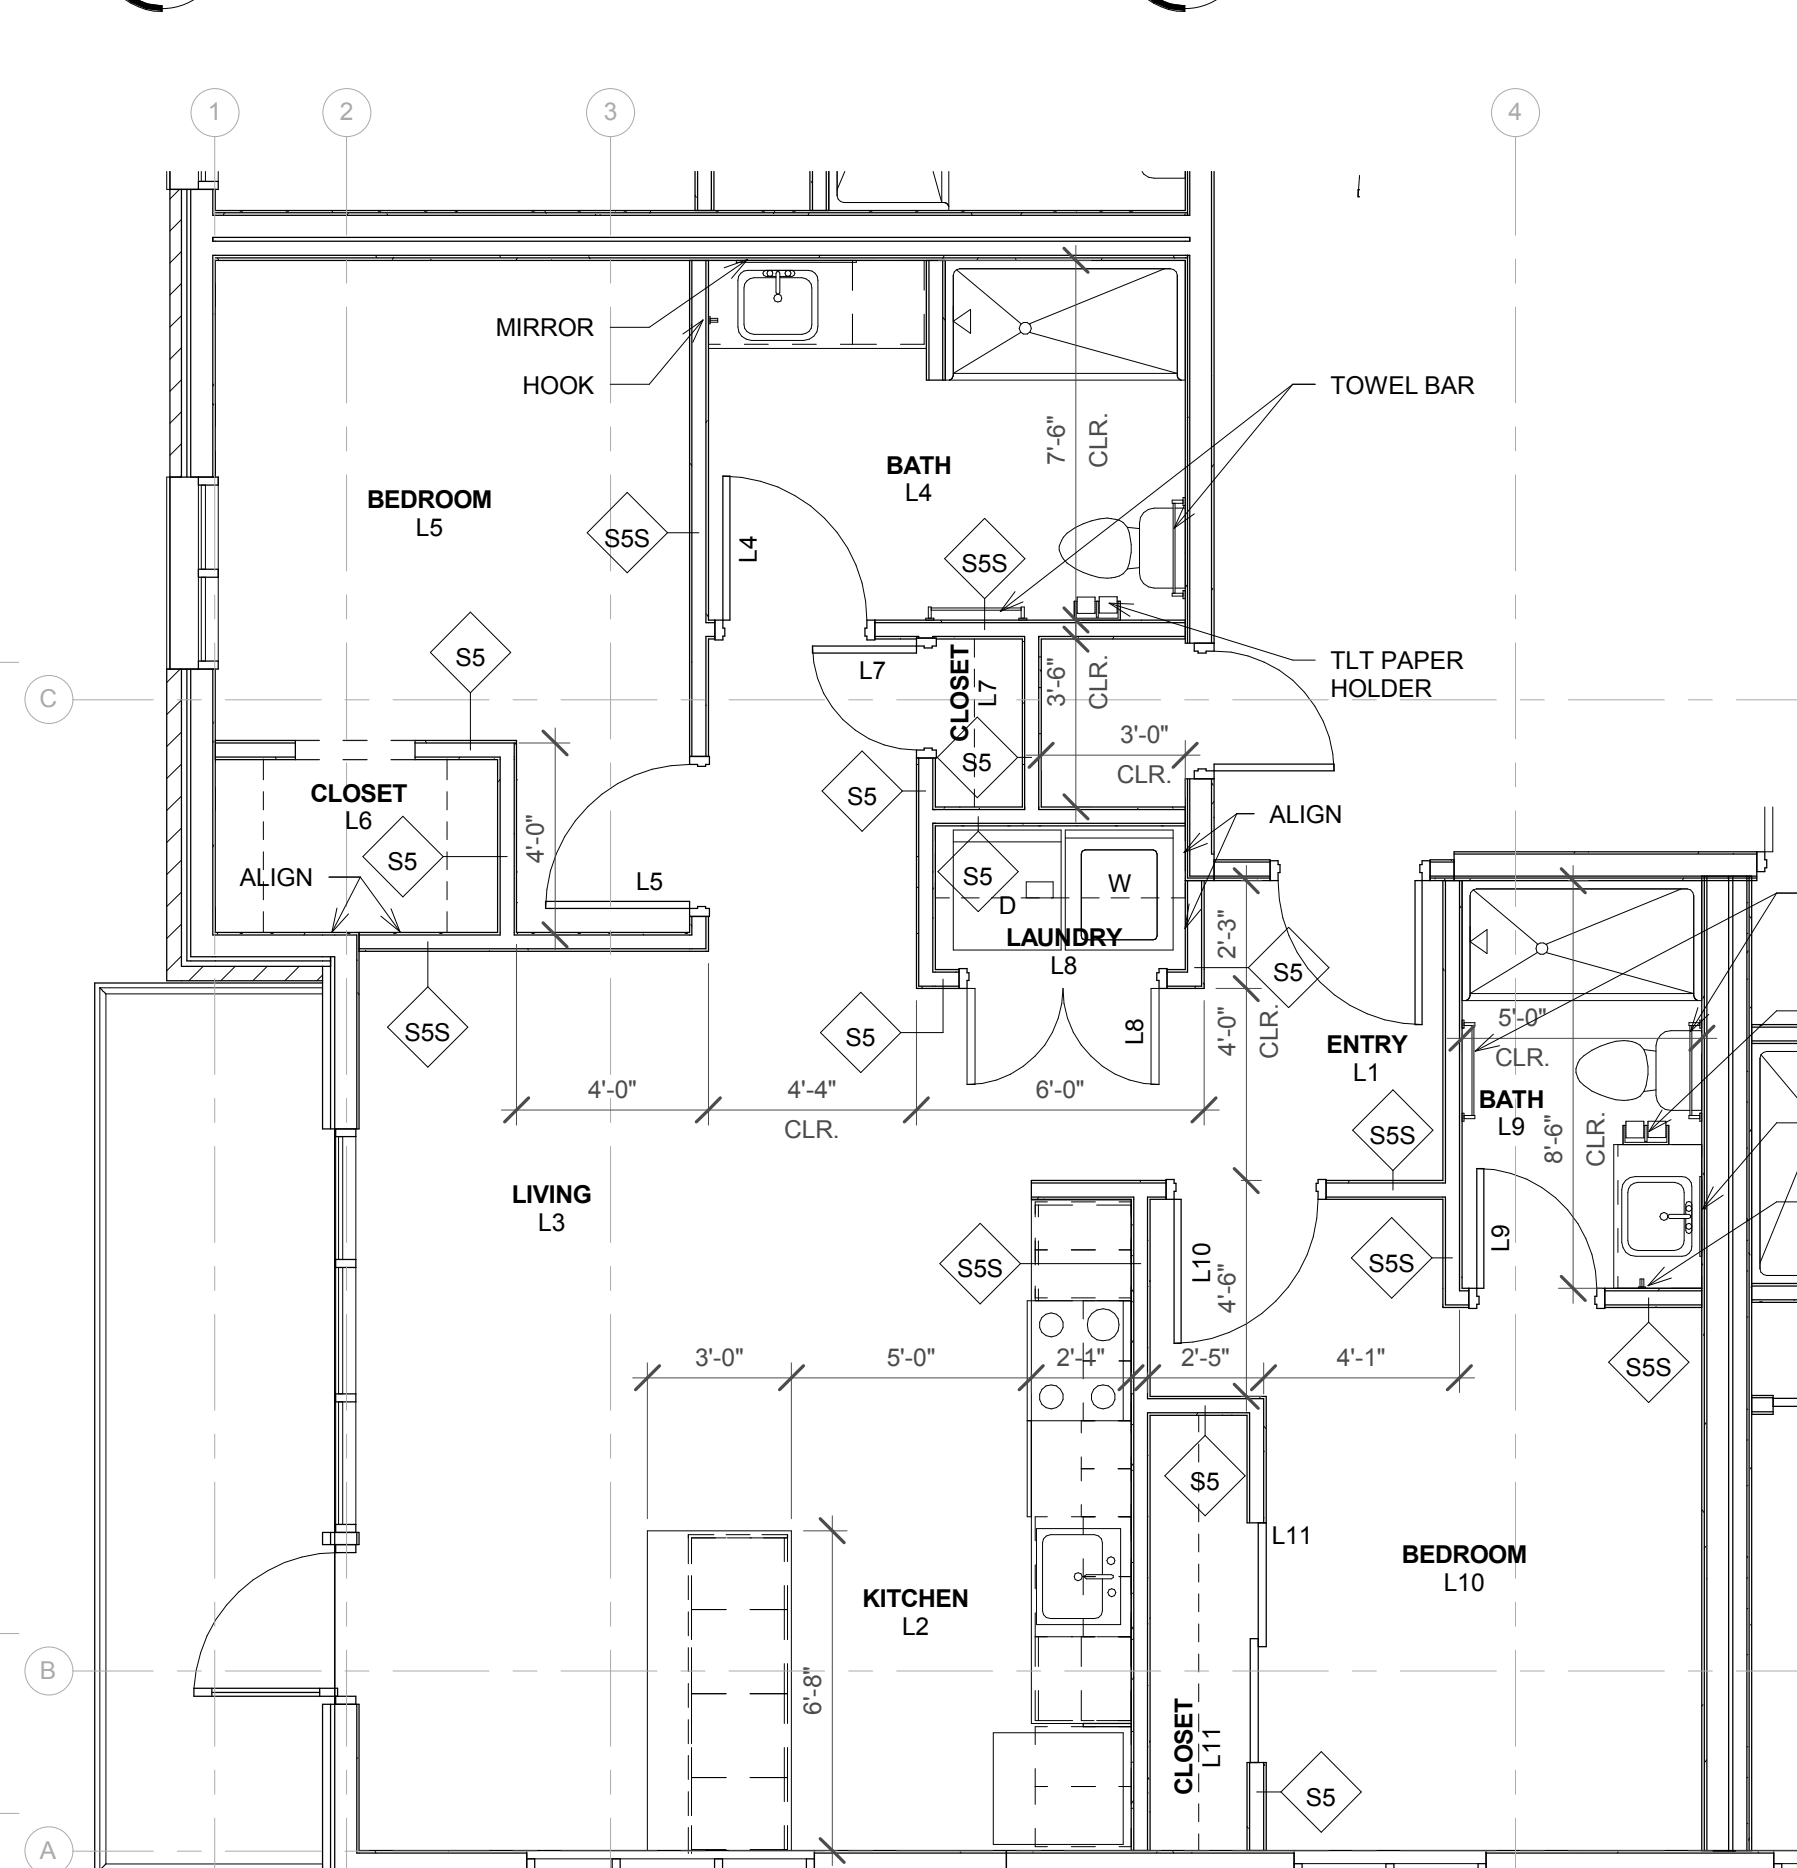 1
2
3
4
MIRROR
HOOK
TOWEL BAR
7'-6"
CLR.
BATH
L4
BEDROOM
L5
S5S
L4
S5S
S5
L7
CLOSET
L7
3'-6"
CLR.
TLT PAPER
HOLDER
C
3'-0"
CLR.
S5
S5
CLOSET
L6
4'-0"
S5
ALIGN
ALIGN
L5
S5
D
W
LAUNDRY
L8
2'-3"
S5
S5S
S5
L8
4'-0"
CLR.
ENTRY
L1
5'-0"
CLR.
BATH
L9
8'-6"
CLR.
4'-0"
4'-4"
CLR.
6'-0"
S5S
LIVING
L3
S5S
L10
4'-6"
S5S
L9
S5S
3'-0"
5'-0"
2'-1"
2'-5"
4'-1"
S5
L11
BEDROOM
L10
KITCHEN
L2
B
6'-8"
CLOSET
L11
S5
A